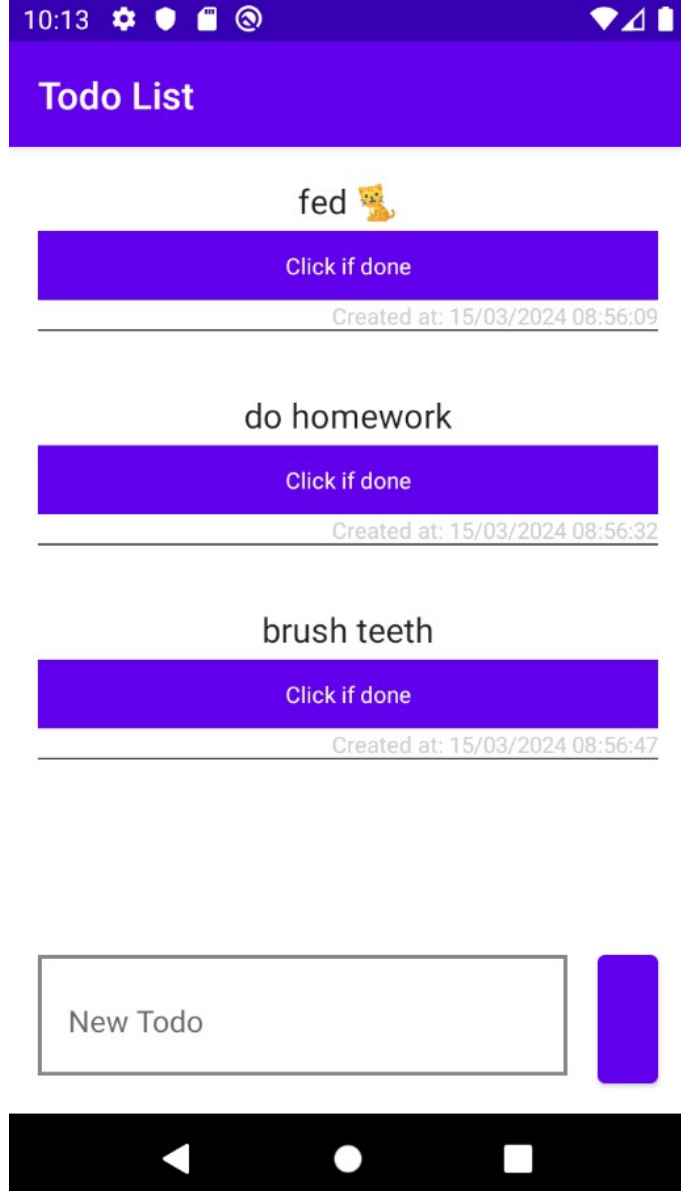 10:13
Todo List
fed 🐈
Click if done
Created at: 15/03/2024 08:56:09
do homework
Click if done
Created at: 15/03/2024 08:56:32
brush teeth
Click if done
Created at: 15/03/2024 08:56:47
New Todo